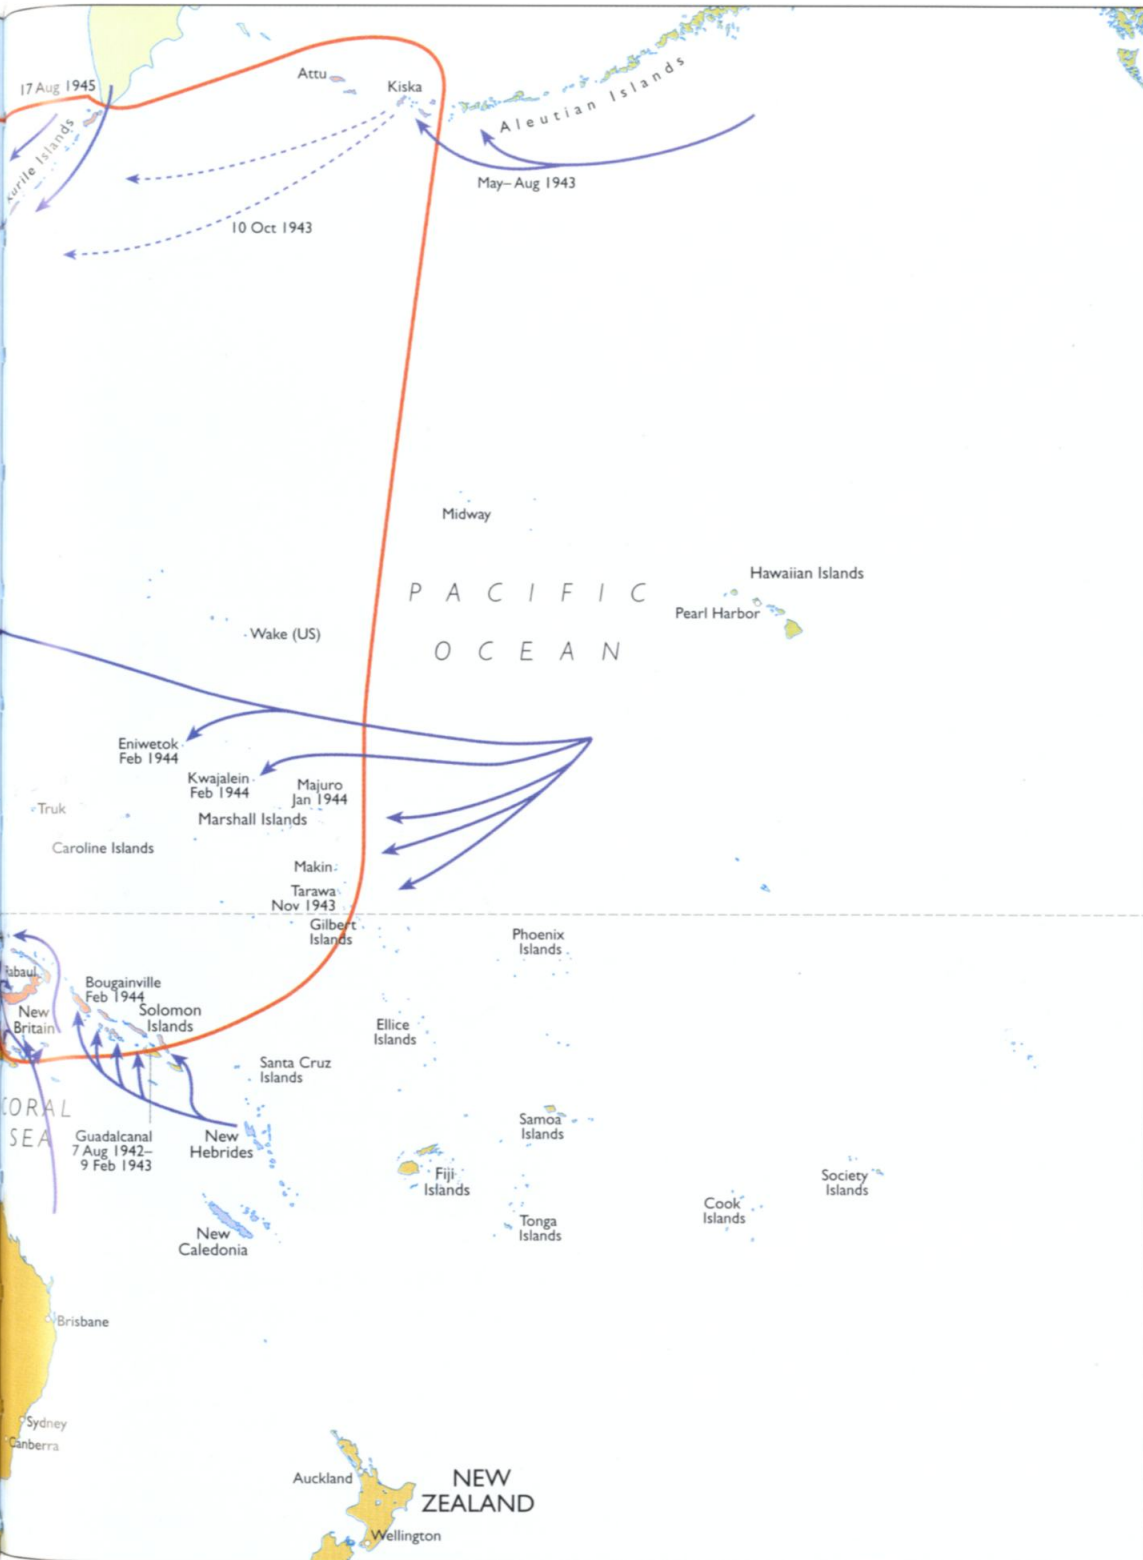 17 Aug 1945
Attu
Kiska
Aleutian Islands
Kurile Islands
May–Aug 1943
10 Oct 1943
Midway
PACIFIC
OCEAN
Hawaiian Islands
Pearl Harbor
Wake (US)
Eniwetok
Feb 1944
Kwajalein
Feb 1944
Majuro
Jan 1944
Marshall Islands
Truk
Caroline Islands
Makin
Tarawa
Nov 1943
Gilbert
Islands
Phoenix
Islands
Rabaul
Bougainville
Feb 1944
New
Britain
Solomon
Islands
Ellice
Islands
Santa Cruz
Islands
CORAL
SEA
Guadalcanal
7 Aug 1942–
9 Feb 1943
New
Hebrides
Samoa
Islands
Fiji
Islands
Society
Islands
Cook
Islands
Tonga
Islands
New
Caledonia
Brisbane
Sydney
Canberra
Auckland
NEW
ZEALAND
Wellington